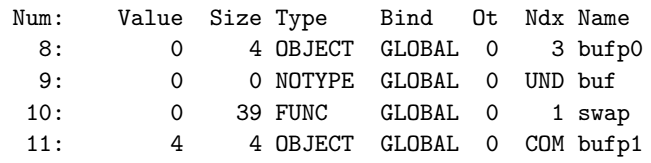 Num: Value Size Type Bind Ot Ndx Name
8: 0 4 OBJECT GLOBAL 0 3 bufp0
9: 0 0 NOTYPE GLOBAL 0 UND buf
10: 0 39 FUNC GLOBAL 0 1 swap
11: 4 4 OBJECT GLOBAL 0 COM bufp1